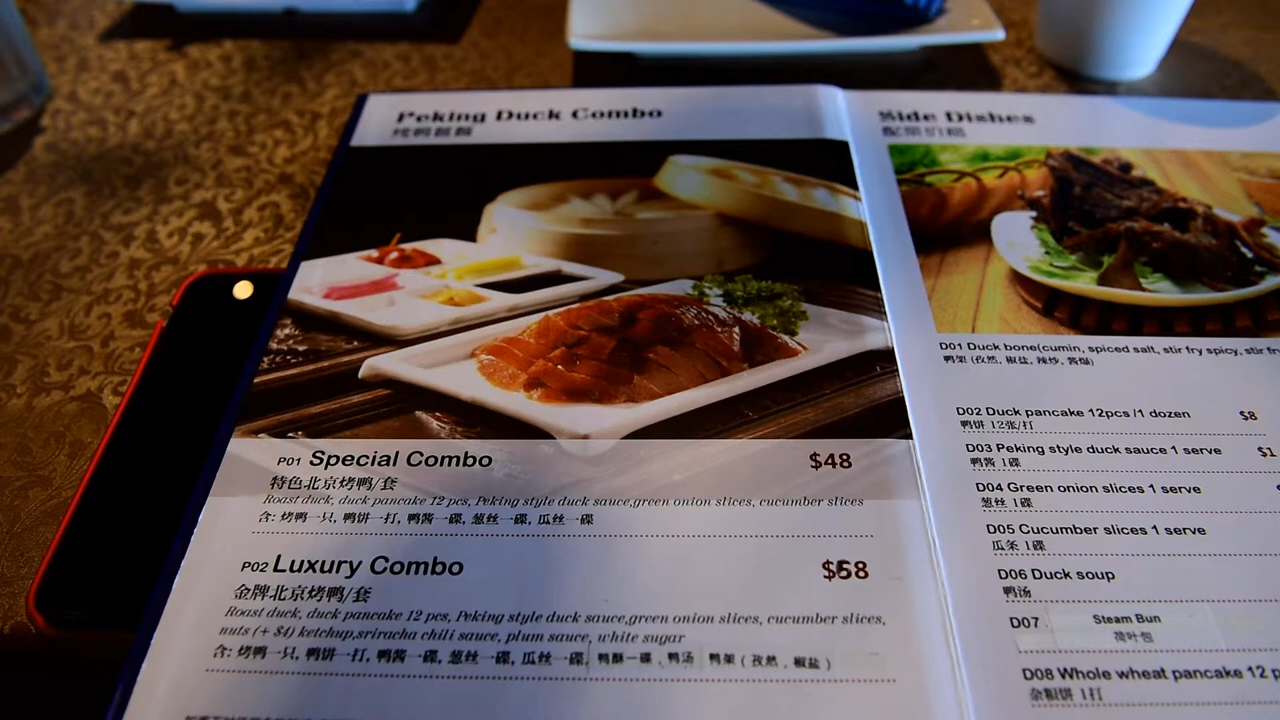 Peking Duck Combo
烤鸭套餐
P01 Special Combo $48
特色北京烤鸭/套
Roast duck, duck pancake 12 pcs, Peking style duck sauce,green onion slices, cucumber slices
含: 烤鸭一只, 鸭饼一打, 鸭酱一碟, 葱丝一碟, 瓜丝一碟
P02 Luxury Combo $58
金牌北京烤鸭/套
Roast duck, duck pancake 12 pcs, Peking style duck sauce,green onion slices, cucumber slices,
nuts (+ $4) ketchup,sriracha chili sauce, plum sauce, white sugar
含: 烤鸭一只, 鸭饼一打, 鸭酱一碟, 葱丝一碟, 瓜丝一碟, 鸭酥一碟, 鸭汤 鸭架 (孜然, 椒盐)
Side Dishes
D01 Duck bone(cumin, spiced salt, stir fry spicy, stir
鸭架 (孜然, 椒盐, 辣炒, 酱爆)
D02 Duck pancake 12pcs /1 dozen $8
鸭饼 12张/打
D03 Peking style duck sauce 1 serve
鸭酱 1碟
D04 Green onion slices 1 serve
葱丝 1碟
D05 Cucumber slices 1 serve
瓜条 1碟
D06 Duck soup
鸭汤
D07 Steam Bun
荷叶包
D08 Whole wheat pancake 12
杂粮饼 1打